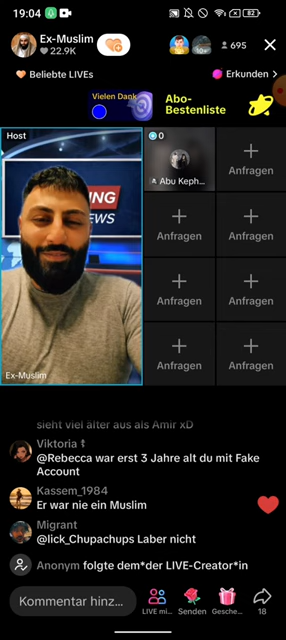 19:04
82
Ex-Muslim
22.9K
10+
695
Beliebte LIVEs
Erkunden >
Vielen Dank
Abo-
Bestenliste
Host
NEWS
Ex-Muslim
0
Abu Keph...
Anfragen
Anfragen
Anfragen
Anfragen
Anfragen
Anfragen
Anfragen
sieht viel älter aus als Amir xD
Viktoria
@Rebecca war erst 3 Jahre alt du mit Fake
Account
Kassem_1984
Er war nie ein Muslim
Migrant
@lick_Chupachups Laber nicht
Anonym folgte dem*der LIVE-Creator*in
Kommentar hinz...
LIVE mi...
Senden
Gesche...
18